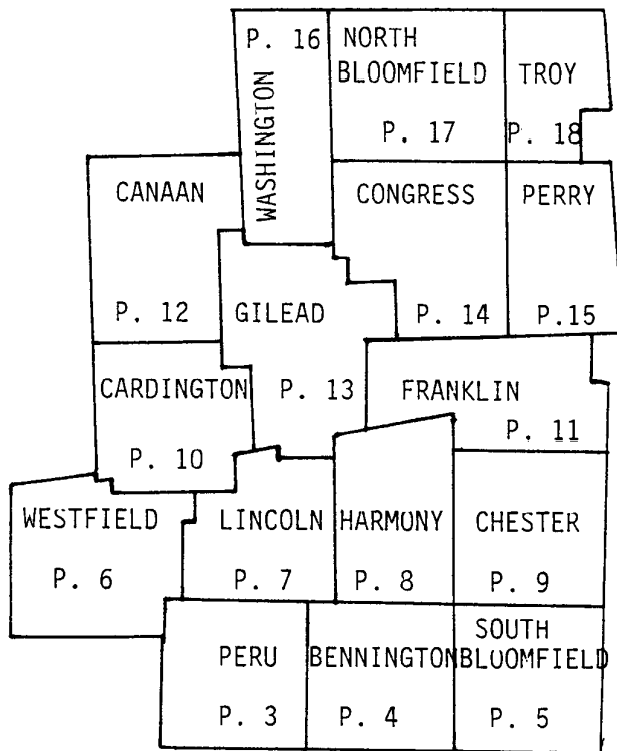 P. 16
WASHINGTON
NORTH
BLOOMFIELD
P. 17
TROY
P. 18
CANAAN
P. 12
CONGRESS
P. 14
PERRY
P.15
GILEAD
P. 13
CARDINGTON
P. 10
FRANKLIN
P. 11
WESTFIELD
P. 6
LINCOLN
P. 7
HARMONY
P. 8
CHESTER
P. 9
PERU
P. 3
BENNINGTON
P. 4
SOUTH
BLOOMFIELD
P. 5